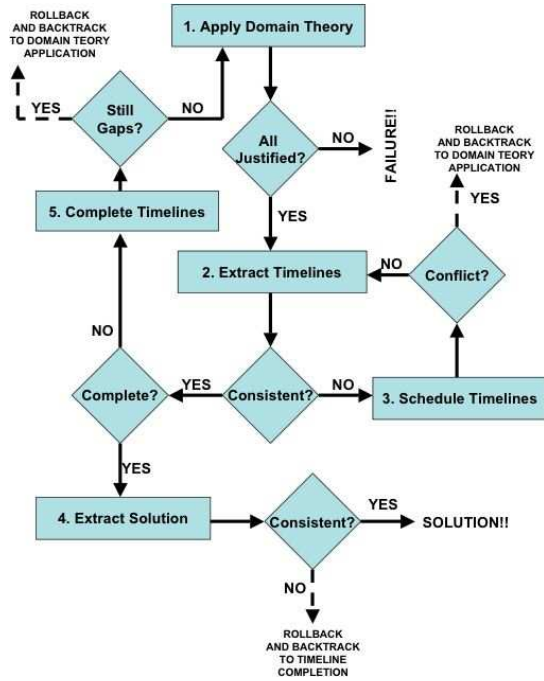 ROLLBACK
AND BACKTRACK
TO DOMAIN TEORY
APPLICATION
1. Apply Domain Theory
YES
Still
Gaps?
NO
All
Justified?
NO
FAILURE!!
ROLLBACK
AND BACKTRACK
TO DOMAIN TEORY
APPLICATION
YES
5. Complete Timelines
YES
2. Extract Timelines
NO
Conflict?
NO
Complete?
YES
Consistent?
NO
3. Schedule Timelines
YES
4. Extract Solution
Consistent?
YES
SOLUTION!!
NO
ROLLBACK
AND BACKTRACK
TO TIMELINE
COMPLETION